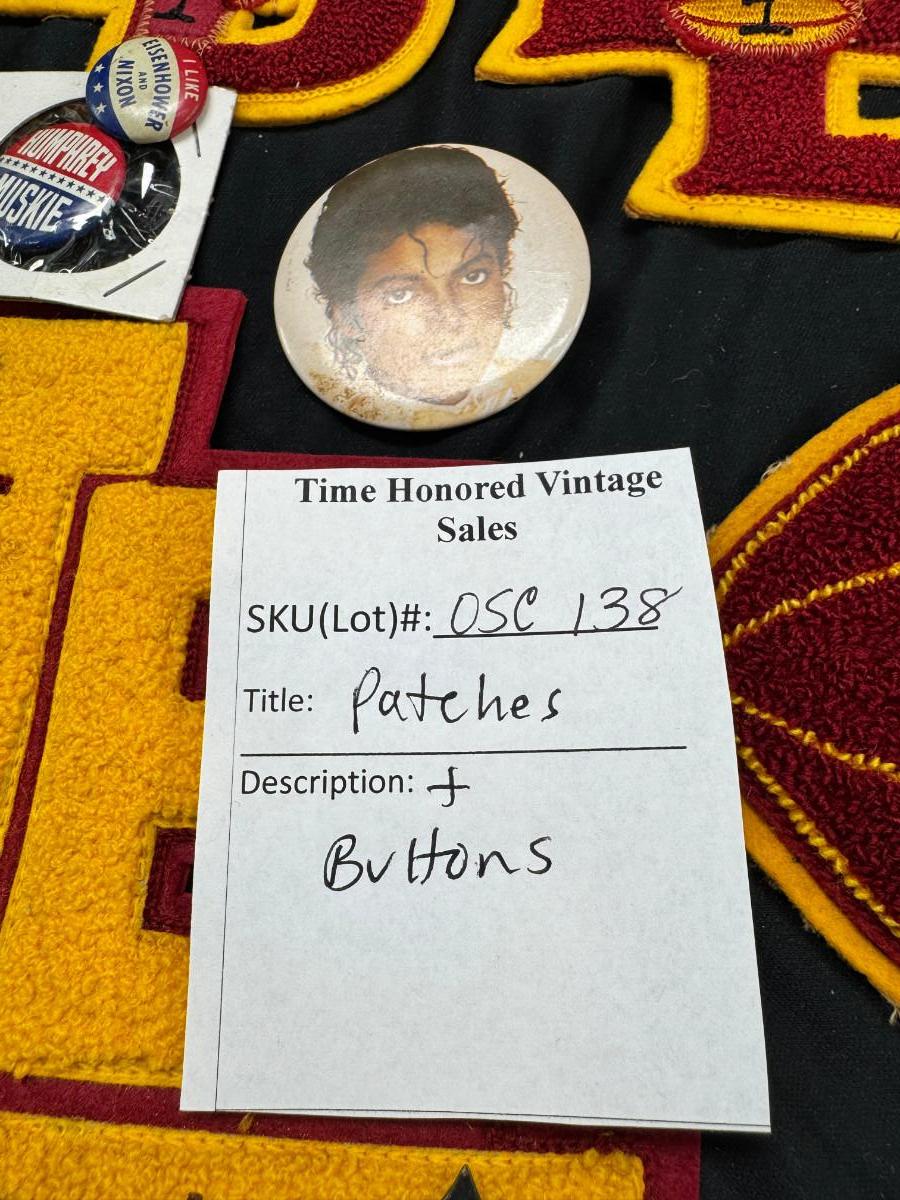 I LIKE
EISENHOWER
AND
NIXON
HUMPHREY
MUSKIE
Time Honored Vintage
Sales
SKU(Lot)#: OSC 138
Title: Patches
Description: +
Buttons